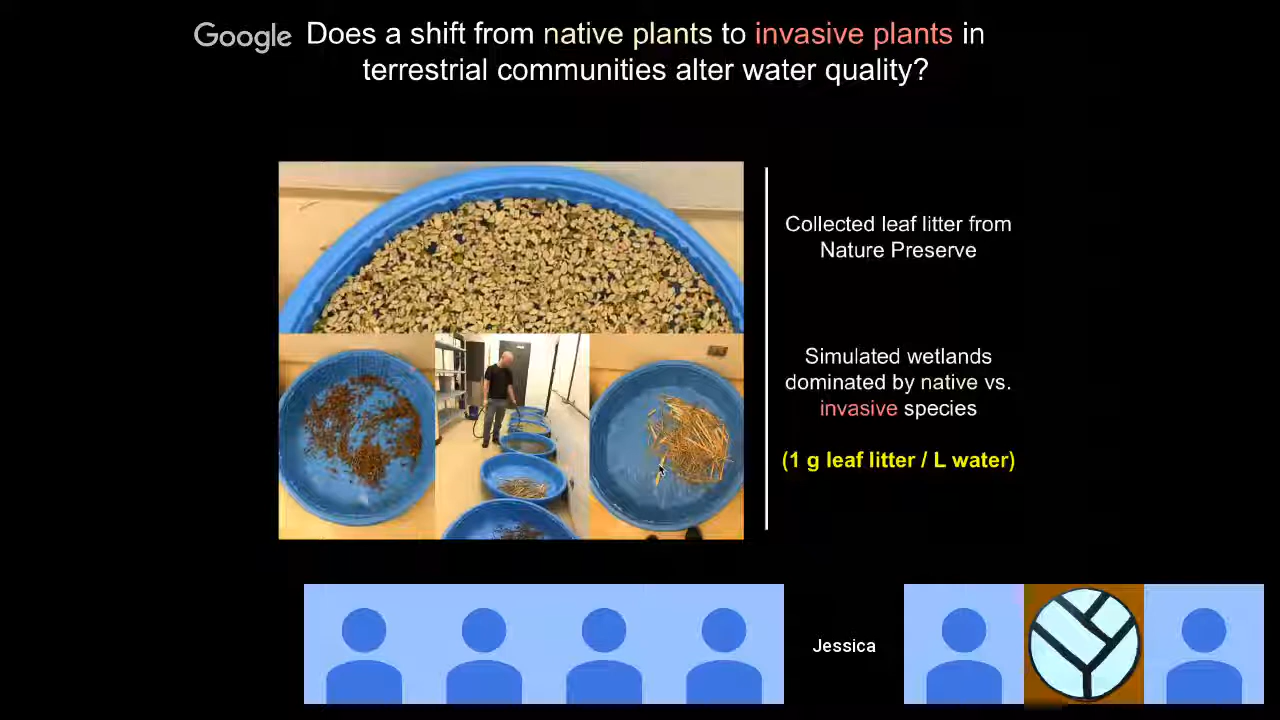 Google
Does a shift from native plants to invasive plants in
terrestrial communities alter water quality?
Collected leaf litter from
Nature Preserve
Simulated wetlands
dominated by native vs.
invasive species
(1 g leaf litter / L water)
Jessica